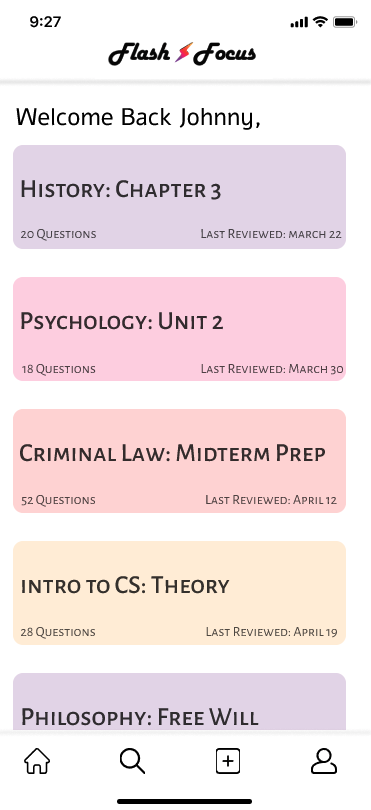 9:27
Flash Focus
Welcome Back Johnny,
History: Chapter 3
20 Questions Last Reviewed: march 22
Psychology: Unit 2
18 Questions Last Reviewed: March 30
Criminal Law: Midterm Prep
52 Questions Last Reviewed: April 12
intro to CS: Theory
28 Questions Last Reviewed: April 19
Philosophy: Free Will